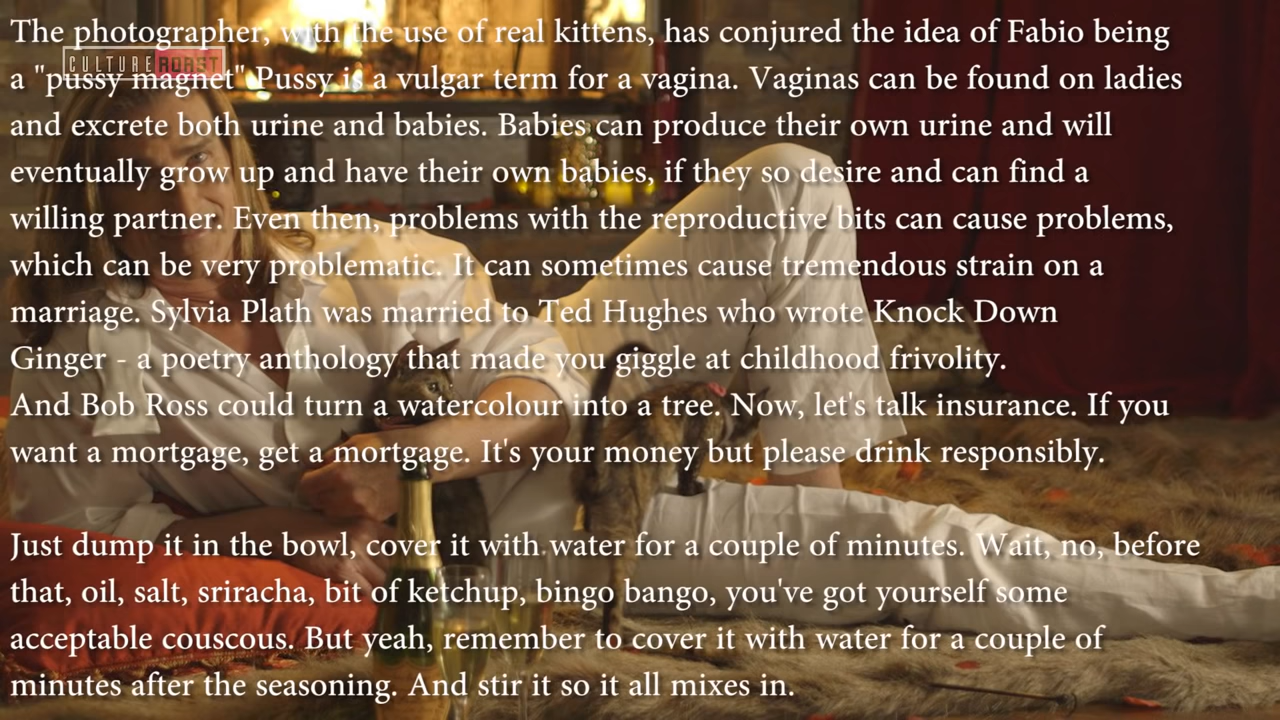 The photographer, with the use of real kittens, has conjured the idea of Fabio being
CULTURE ROAST
a "pussy magnet" Pussy is a vulgar term for a vagina. Vaginas can be found on ladies
and excrete both urine and babies. Babies can produce their own urine and will
eventually grow up and have their own babies, if they so desire and can find a
willing partner. Even then, problems with the reproductive bits can cause problems,
which can be very problematic. It can sometimes cause tremendous strain on a
marriage. Sylvia Plath was married to Ted Hughes who wrote Knock Down
Ginger - a poetry anthology that made you giggle at childhood frivolity.
And Bob Ross could turn a watercolour into a tree. Now, let's talk insurance. If you
want a mortgage, get a mortgage. It's your money but please drink responsibly.
Just dump it in the bowl, cover it with water for a couple of minutes. Wait, no, before
that, oil, salt, sriracha, bit of ketchup, bingo bango, you've got yourself some
acceptable couscous. But yeah, remember to cover it with water for a couple of
minutes after the seasoning. And stir it so it all mixes in.